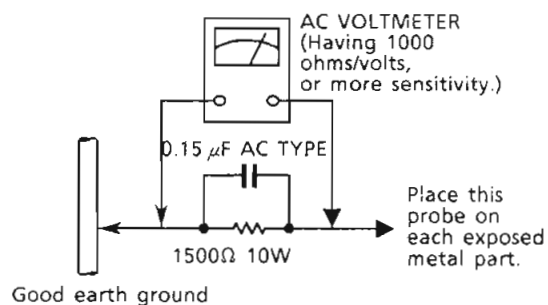 AC VOLTMETER
(Having 1000
ohms/volts,
or more sensitivity.)
0.15 μF AC TYPE
Place this
probe on
each exposed
metal part.
1500Ω 10W
Good earth ground